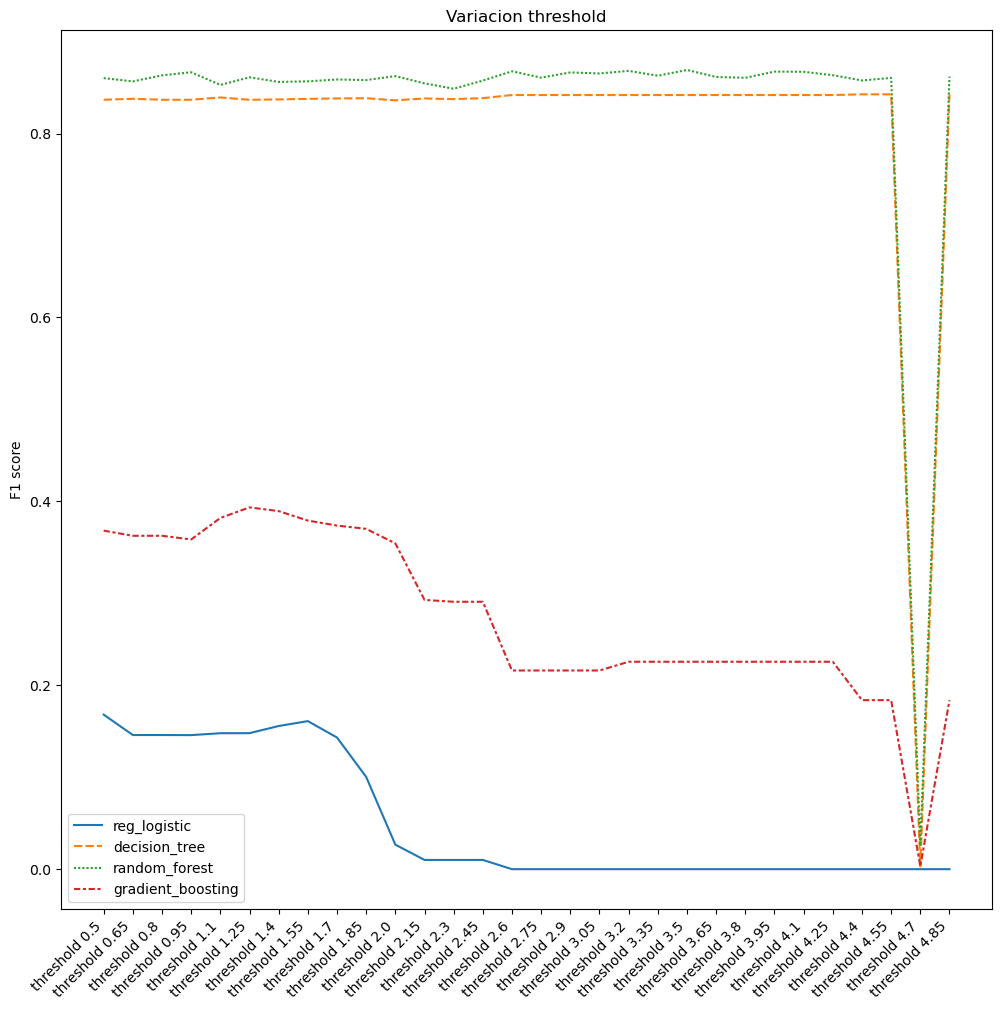 Variacion threshold
F1 score
0.8
0.6
0.4
0.2
0.0
reg_logistic
decision_tree
random_forest
gradient_boosting
threshold 0.5
threshold 0.65
threshold 0.8
threshold 0.95
threshold 1.1
threshold 1.25
threshold 1.4
threshold 1.55
threshold 1.7
threshold 1.85
threshold 2.0
threshold 2.15
threshold 2.3
threshold 2.45
threshold 2.6
threshold 2.75
threshold 2.9
threshold 3.05
threshold 3.2
threshold 3.35
threshold 3.5
threshold 3.65
threshold 3.8
threshold 3.95
threshold 4.1
threshold 4.25
threshold 4.4
threshold 4.55
threshold 4.7
threshold 4.85